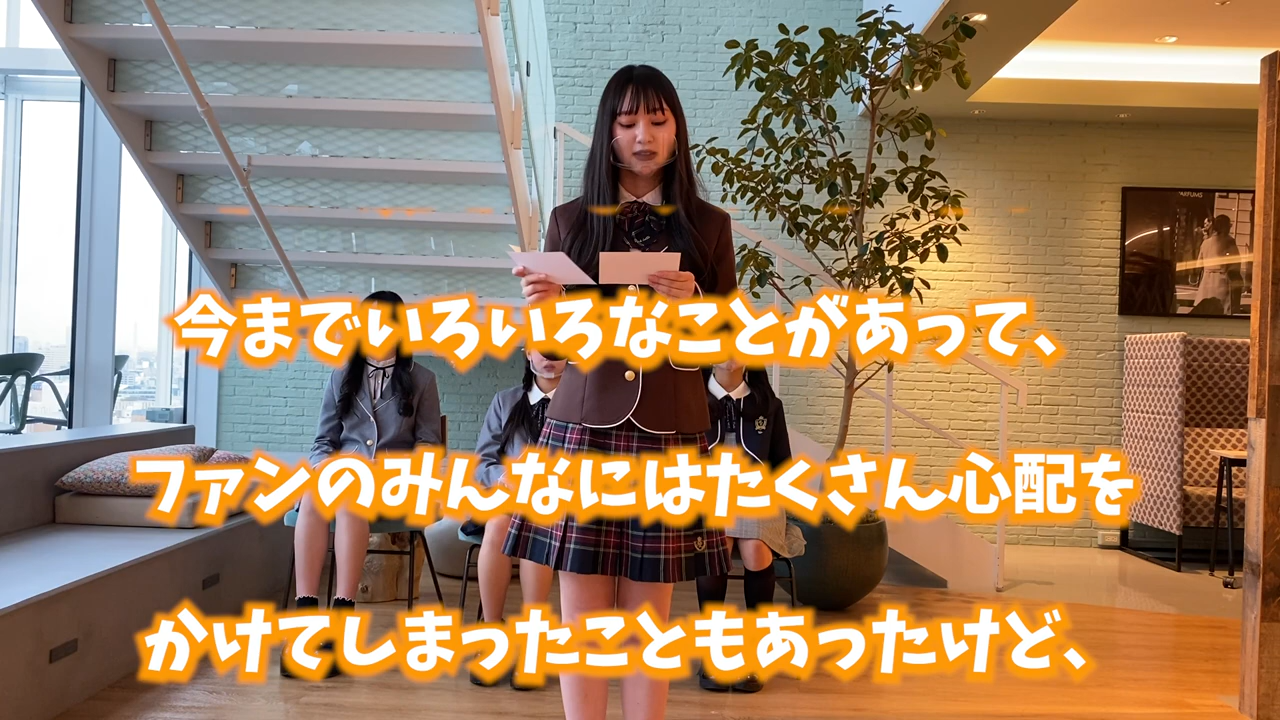 PARFUMS
今までいろいろなことがあって、
ファンのみんなにはたくさん心配を
かけてしまったこともあったけど、